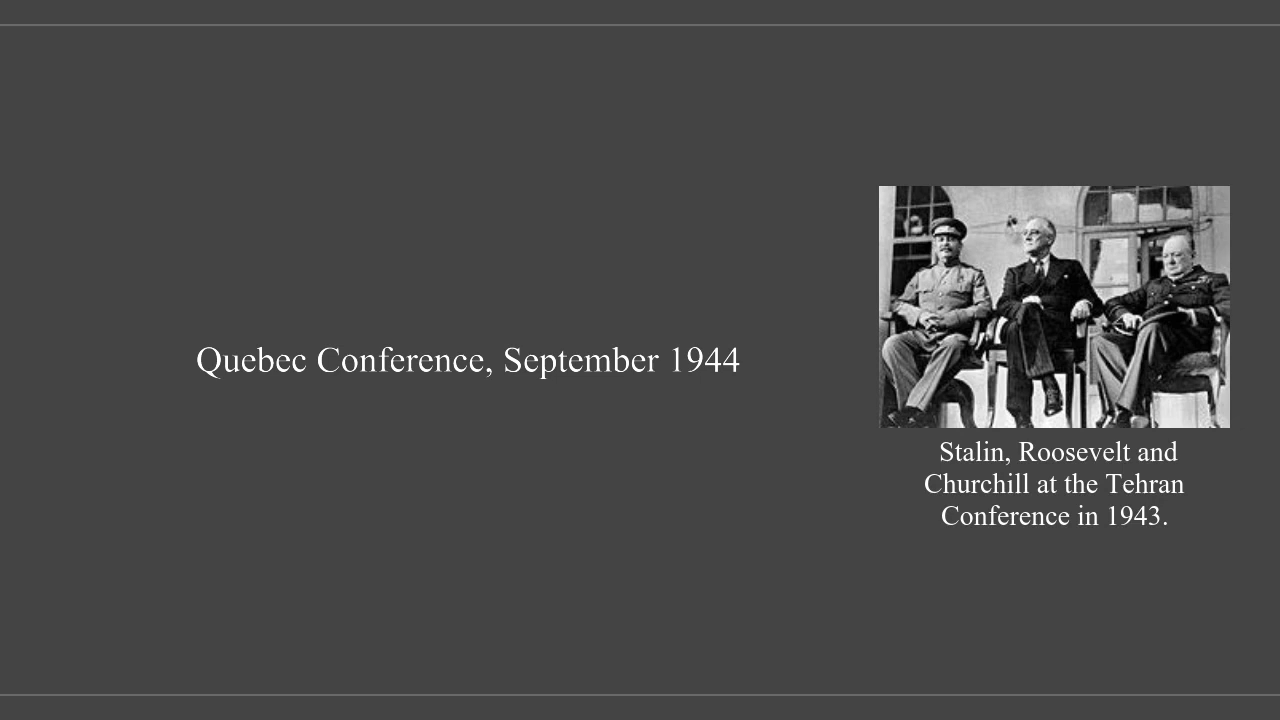 Quebec Conference, September 1944
Stalin, Roosevelt and
Churchill at the Tehran
Conference in 1943.